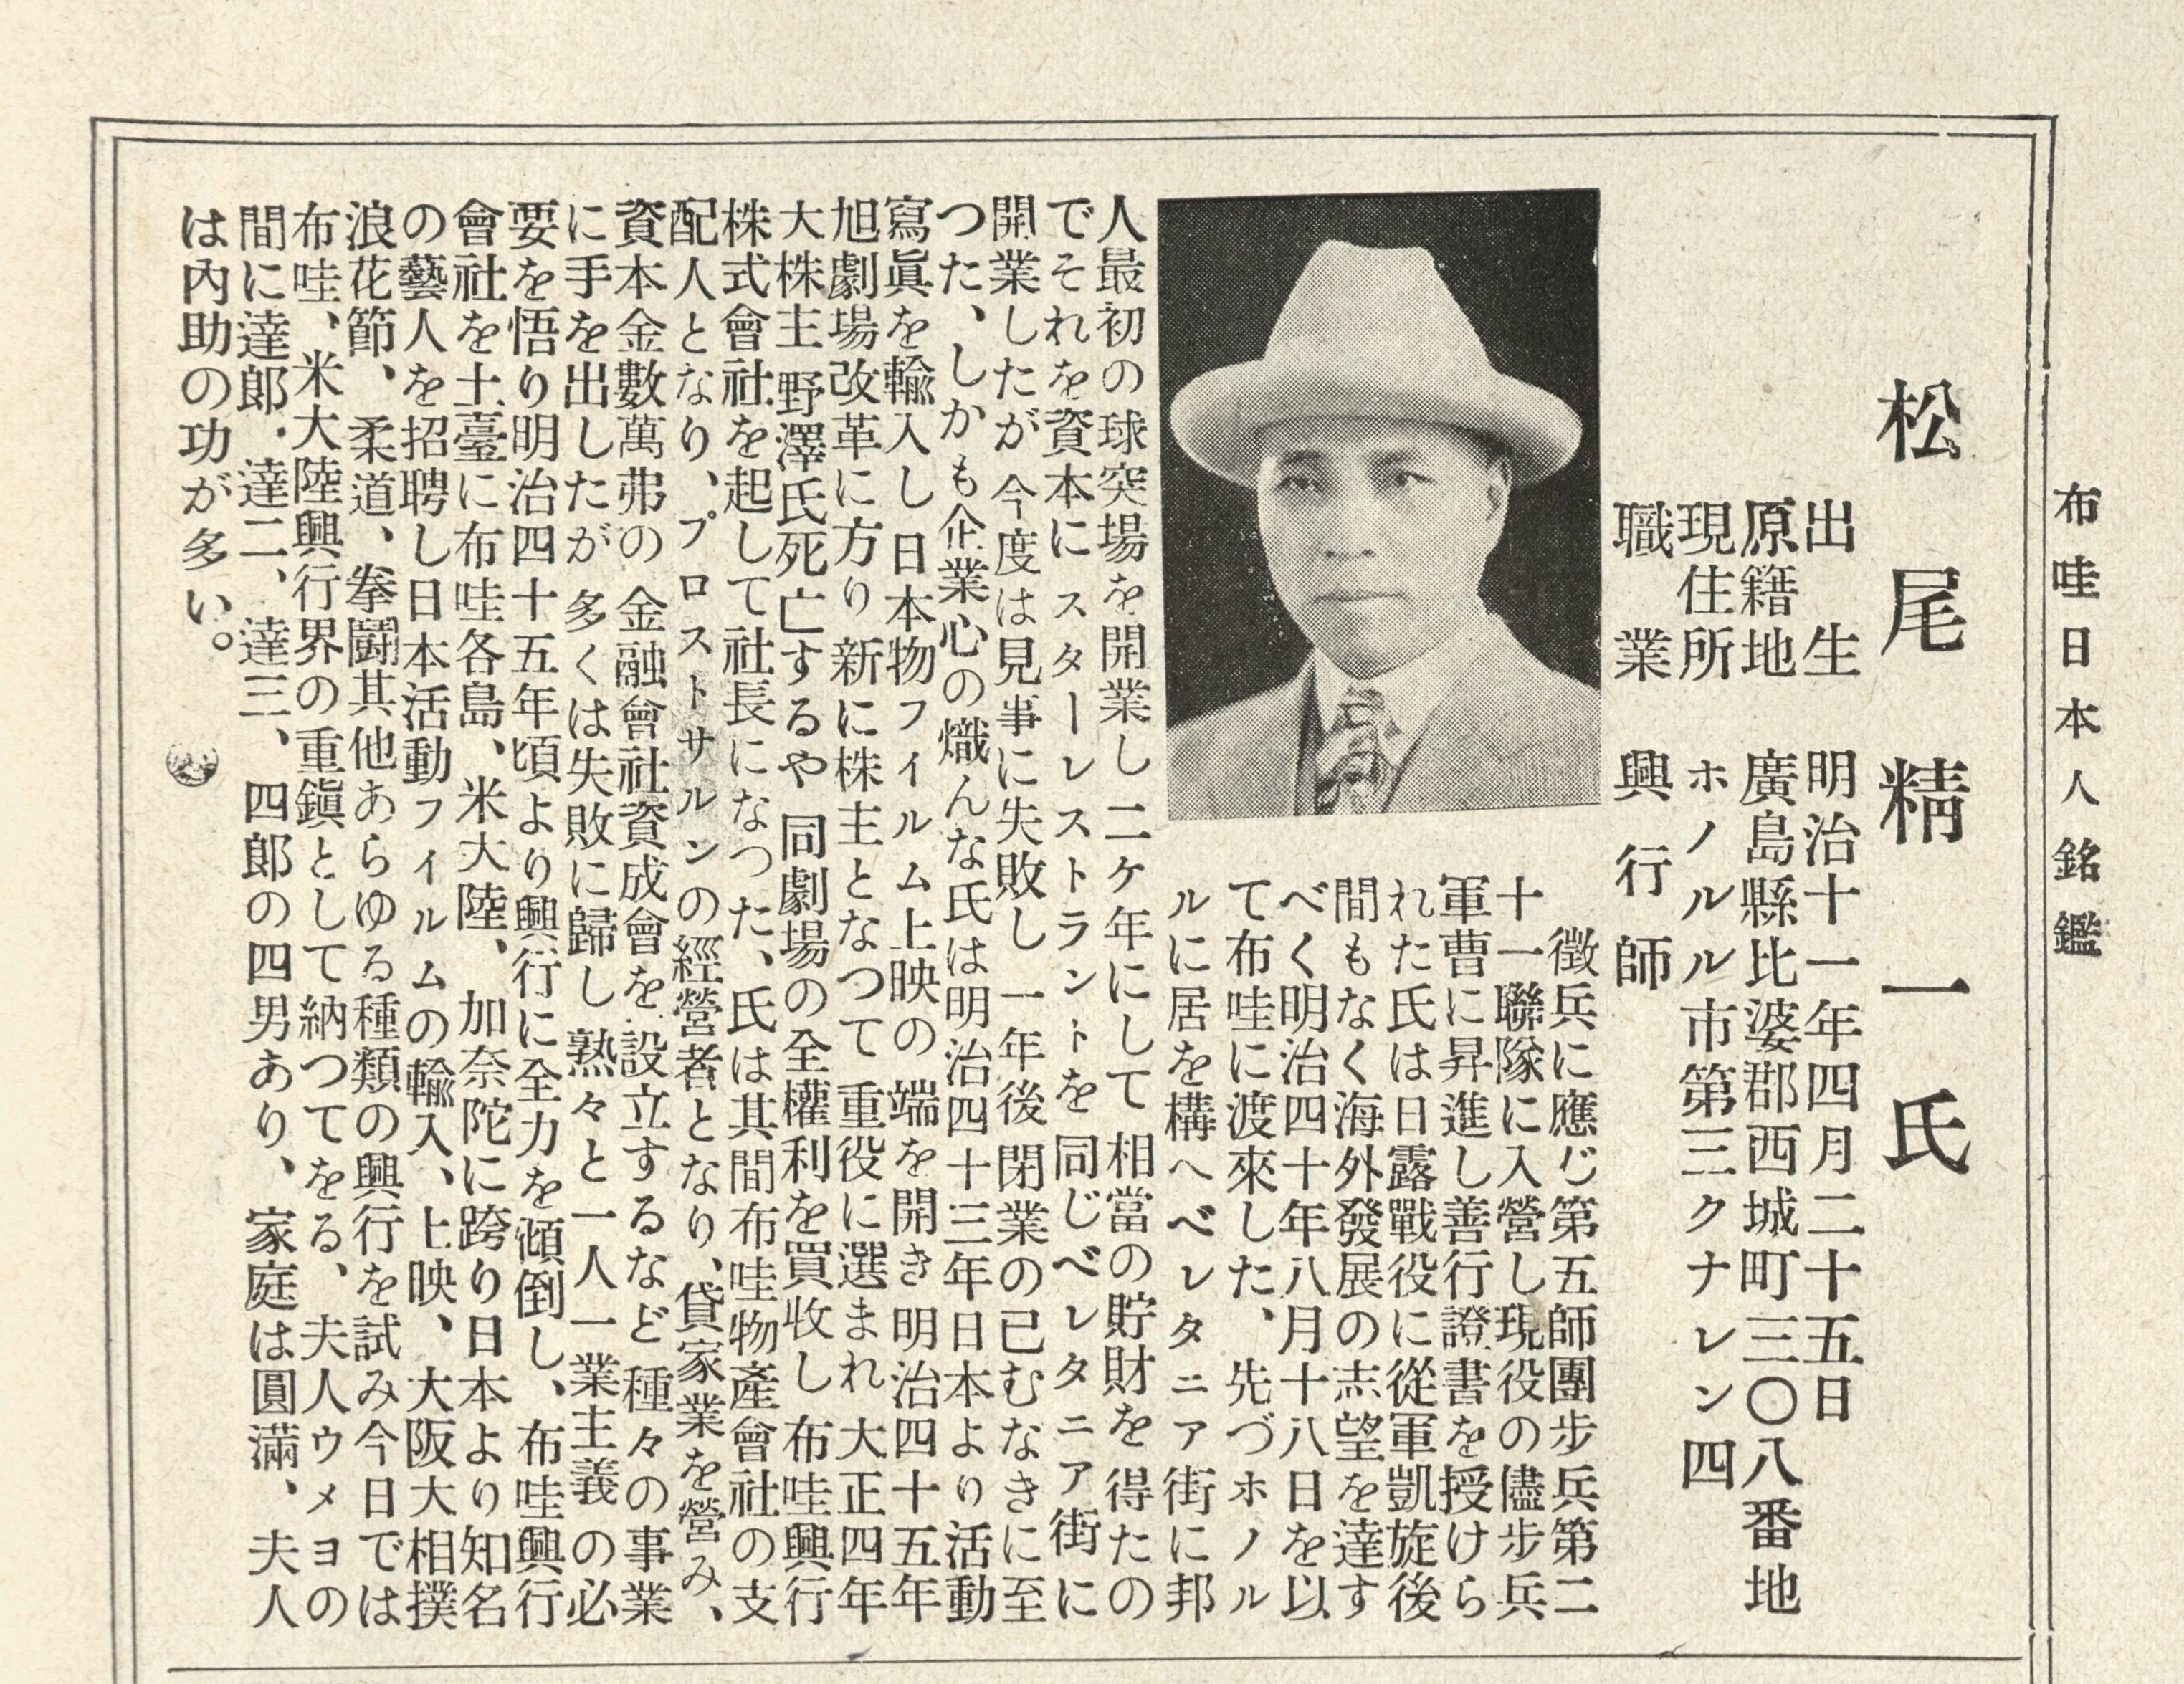 布哇日本人銘鑑
松尾精一氏
出生 明治十一年四月二十五日
原籍地 廣島縣比婆郡西城町三〇八番地
現住所 ホノルル市第三クナレン四
職業 興行師
徵兵に應じ第五師團步兵第二
十一聯隊に入營し現役の儘步兵
軍曹に昇進し善行證書を授けら
れた氏は日露戰役に從軍凱旋後
間もなく海外發展の志望を達す
べく明治四十年八月十八日を以
て布哇に渡來した、先づホノル
ルに居を構へベレタニア街に邦
人最初の球突場を開業し二ケ年にして相當の貯財を得たの
でそれを資本にスターレストラントを同じベレタニア街に
開業したが今度は見事に失敗し一年後閉業の已むなきに至
つた、しかも企業心の熾んな氏は明治四十三年日本より活動
寫眞を輸入し日本物フイルム上映の端を開き明治四十五年
旭劇場改革に方り新に株主となつて重役に選まれ大正四年
大株主野澤氏死亡するや同劇場の全權利を買收し布哇興行
株式會社を起して社長になつた、氏は其間布哇物產會社の支
配人となり、プロストサルンの經營者となり、貸家業を營み、
資本金數萬弗の金融會社資成會を設立するなど種々の事業
に手を出したが多くは失敗に歸し熟々と一人一業主義の必
要を悟り明治四十五年頃より興行に全力を傾倒し、布哇興行
會社を土臺に布哇各島、米大陸、加奈陀に跨り日本より知名
の藝人を招聘し日本活動フイルムの輸入、上映、大阪大相撲
浪花節、柔道、拳鬪其他あらゆる種類の興行を試み今日では
布哇、米大陸興行界の重鎭として納つてをる、夫人ウメヨの
間に達郎・達二、達三、四郎の四男あり、家庭は圓滿、夫人
は內助の功が多い。